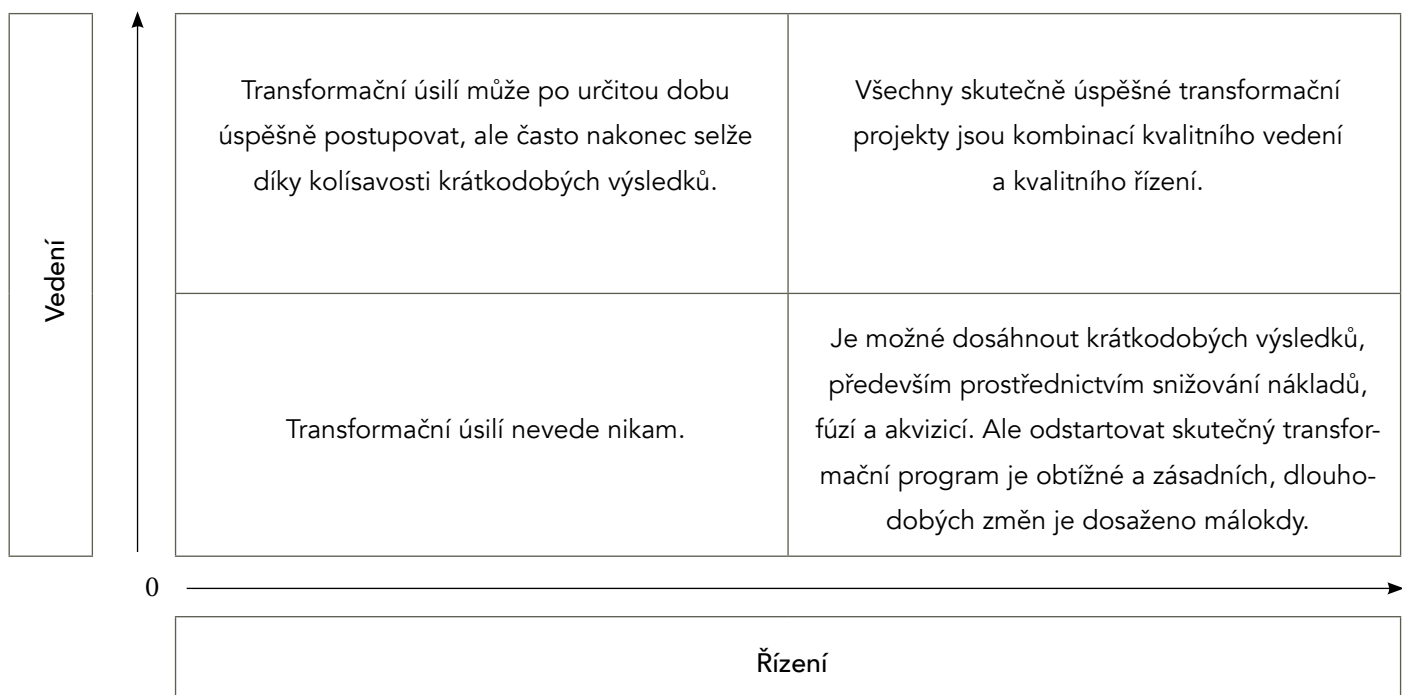 Vedení
Transformační úsilí může po určitou dobu
úspěšně postupovat, ale často nakonec selže
díky kolísavosti krátkodobých výsledků.
Všechny skutečně úspěšné transformační
projekty jsou kombinací kvalitního vedení
a kvalitního řízení.
Transformační úsilí nevede nikam.
Je možné dosáhnout krátkodobých výsledků,
především prostřednictvím snižování nákladů,
fúzí a akvizicí. Ale odstartovat skutečný transfor-
mační program je obtížné a zásadních, dlouho-
dobých změn je dosaženo málokdy.
0
Řízení